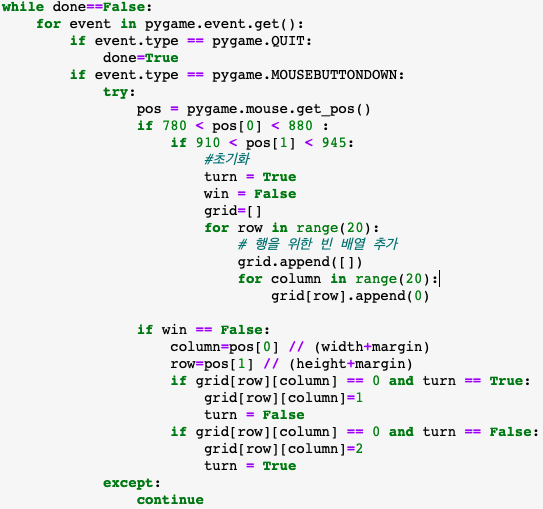 while done==False:
    for event in pygame.event.get():
        if event.type == pygame.QUIT:
            done=True
        if event.type == pygame.MOUSEBUTTONDOWN:
            try:
                pos = pygame.mouse.get_pos()
                if 780 < pos[0] < 880 :
                    if 910 < pos[1] < 945:
                        #초기화
                        turn = True
                        win = False
                        grid=[]
                        for row in range(20):
                            # 행을 위한 빈 배열 추가
                            grid.append([])
                            for column in range(20):
                                grid[row].append(0)

                if win == False:
                    column=pos[0] // (width+margin)
                    row=pos[1] // (height+margin)
                    if grid[row][column] == 0 and turn == True:
                        grid[row][column]=1
                        turn = False
                    if grid[row][column] == 0 and turn == False:
                        grid[row][column]=2
                        turn = True
            except:
                continue